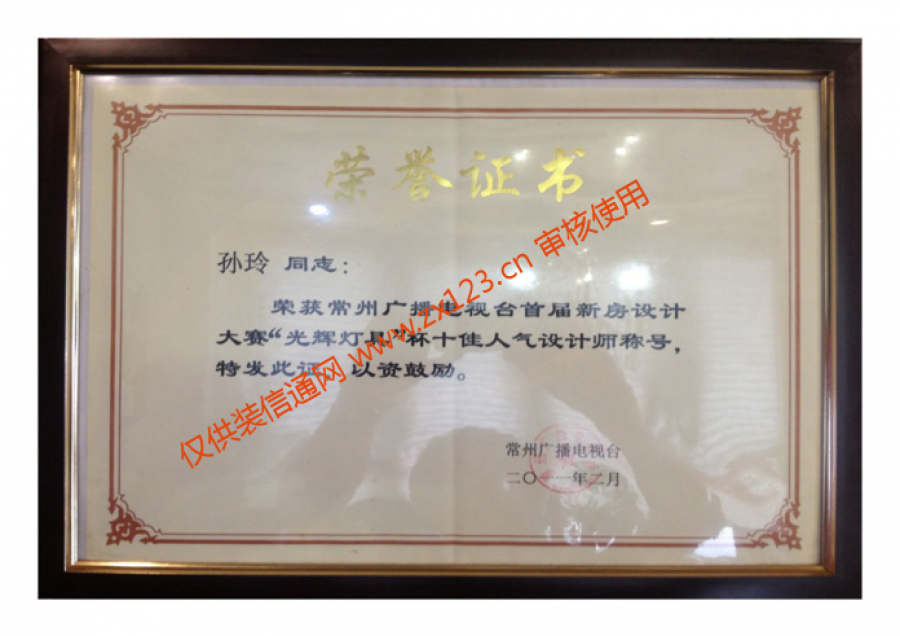 荣誉证书
孙玲 同志：
荣获常州广播电视台首届新房设计
大赛“光辉灯具”杯十佳人气设计师称号，
特发此证，以资鼓励。
常州广播电视台
二〇一一年二月
仅供装信通网 www.zx123.cn 审核使用